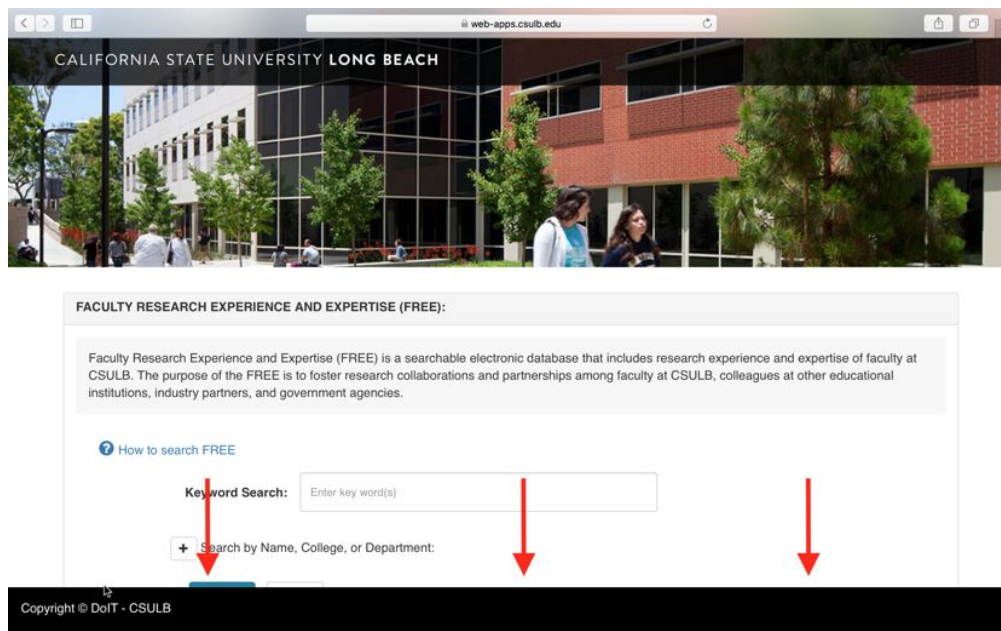 web-apps.csulb.edu
CALIFORNIA STATE UNIVERSITY LONG BEACH
FACULTY RESEARCH EXPERIENCE AND EXPERTISE (FREE):
Faculty Research Experience and Expertise (FREE) is a searchable electronic database that includes research experience and expertise of faculty at
CSULB. The purpose of the FREE is to foster research collaborations and partnerships among faculty at CSULB, colleagues at other educational
institutions, industry partners, and government agencies.
How to search FREE
Keyword Search: Enter key word(s)
+ Search by Name, College, or Department:
Copyright © DoIT - CSULB